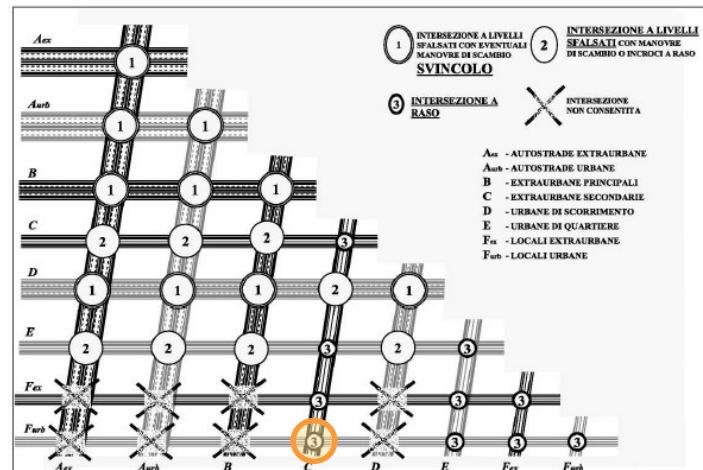 Aex 1
INTERSEZIONE A LIVELLI
SFALSATI CON EVENTUALI
MANOVRE DI SCAMBIO
SVINCOLO
1
2
INTERSEZIONE A LIVELLI
SFALSATI CON MANOVRE
DI SCAMBIO O INCROCI A RASO
3
INTERSEZIONE A
RASO
INTERSEZIONE
NON CONSENTITA
Aex - AUTOSTRADE EXTRAURBANE
Aurb - AUTOSTRADE URBANE
B - EXTRAURBANE PRINCIPALI
C - EXTRAURBANE SECONDARIE
D - URBANE DI SCORRIMENTO
E - URBANE DI QUARTIERE
Fex - LOCALI EXTRAURBANE
Furb - LOCALI URBANE
Aurb 1 1
B 1 1 1
C 2 2 2 3
D 1 1 1 2 1
E 2 2 2 3 2 3
Fex 3 3 3
Furb 3 3 3 3
Aex Aurb B C D E Fex Furb